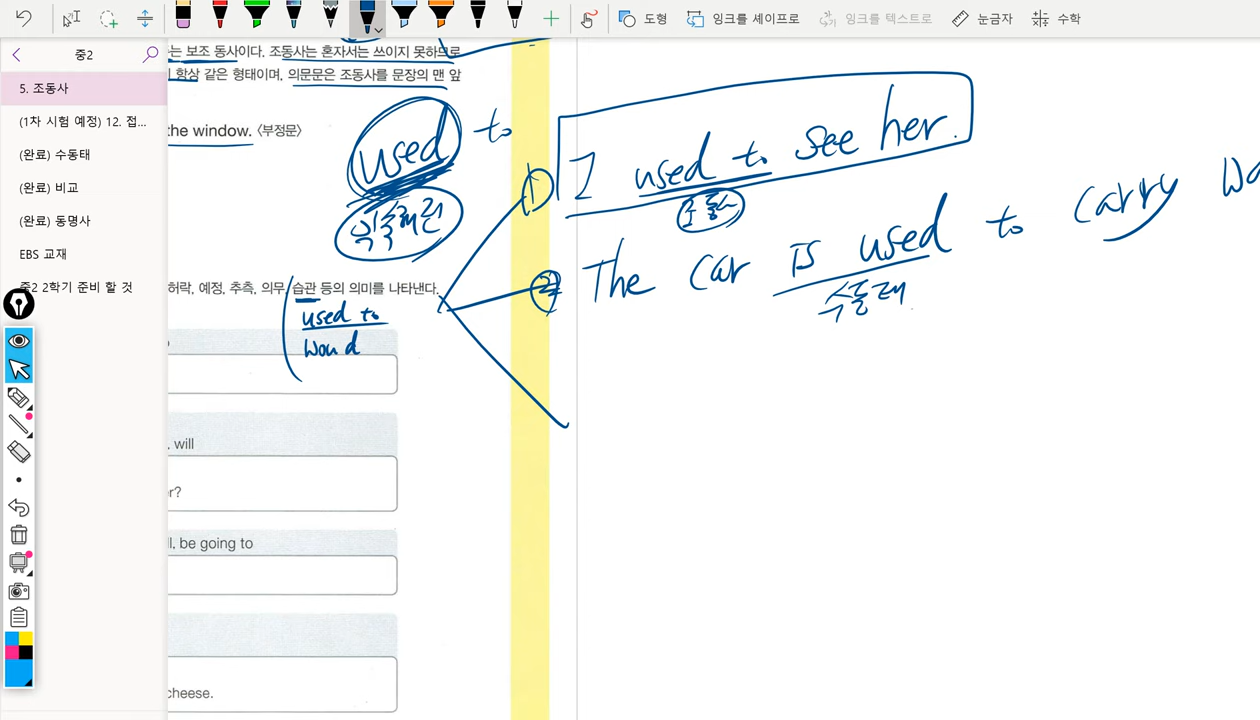 도형
잉크를 셰이프로
잉크를 텍스트로
눈금자
수학
중2
5. 조동사
(1차 시험 예정) 12. 접...
(완료) 수동태
(완료) 비교
(완료) 동명사
EBS 교재
중2 2학기 준비 할 것
는 보조 동사이다. 조동사는 혼자서는 쓰이지 못하므로
항상 같은 형태이며, 의문문은 조동사를 문장의 맨 앞
the window. 〈부정문〉
used to
익숙해진
① I used to see her.
조동사
② The car is used to carry
수동태
허락, 예정, 추측, 의무, 습관 등의 의미를 나타낸다.
used to
, will
er?
ll, be going to
cheese.